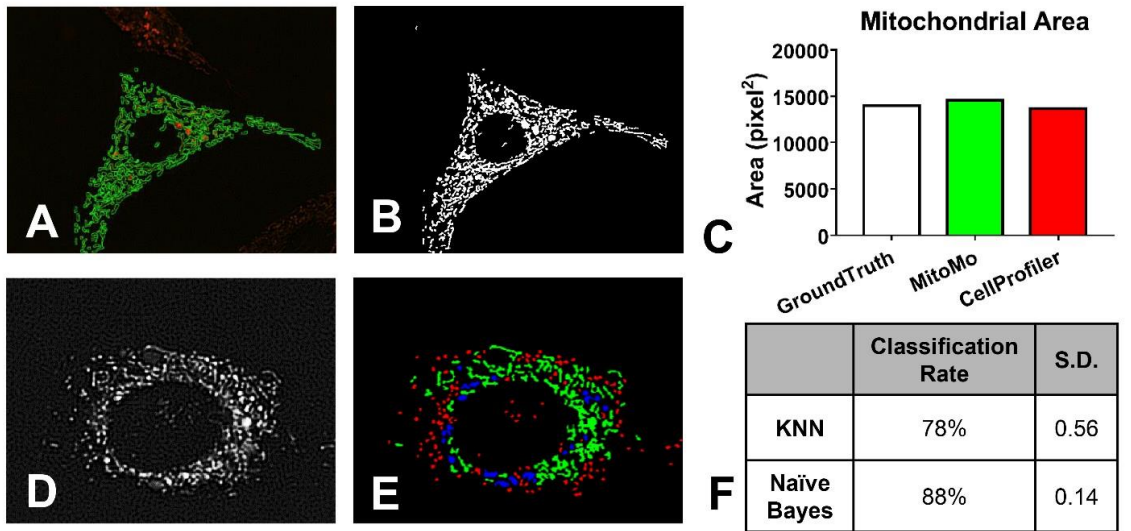 A
B
Mitochondrial Area
20000
15000
10000
5000
0
Area (pixel²)
GroundTruth
MitoMo
CellProfiler
C
D
E
F
Classification Rate
S.D.
KNN
78%
0.56
Naïve Bayes
88%
0.14